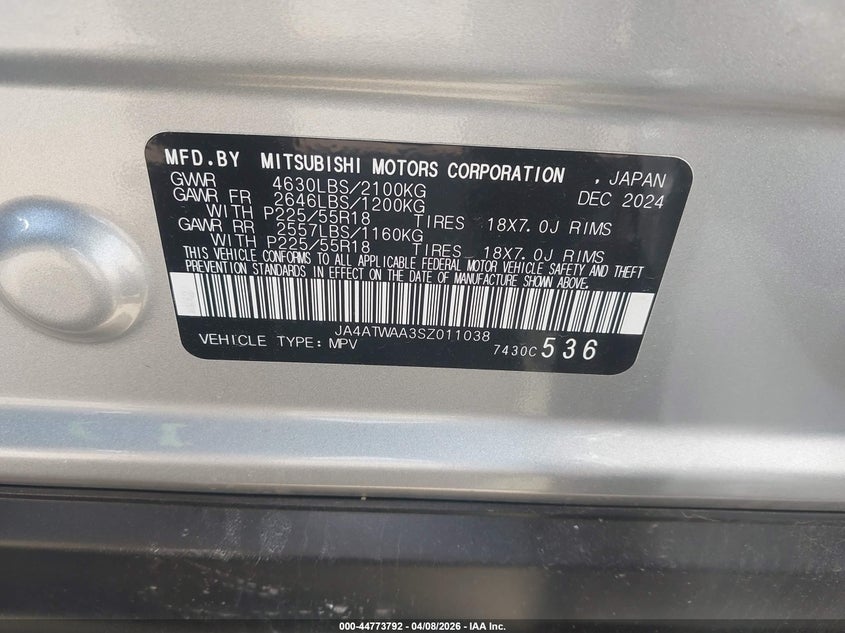 MFD.BY MITSUBISHI MOTORS CORPORATION , JAPAN
GVWR 4630LBS/2100KG DEC 2024
GAWR FR 2646LBS/1200KG
WITH P225/55R18 TIRES 18X7.0J RIMS
GAWR RR 2557LBS/1160KG
WITH P225/55R18 TIRES 18X7.0J RIMS
THIS VEHICLE CONFORMS TO ALL APPLICABLE FEDERAL MOTOR VEHICLE SAFETY AND THEFT
PREVENTION STANDARDS IN EFFECT ON THE DATE OF MANUFACTURE SHOWN ABOVE.
JA4ATWAA3SZ011038
VEHICLE TYPE: MPV 7430C 536
000-44773792 - 04/08/2026 - IAA Inc.